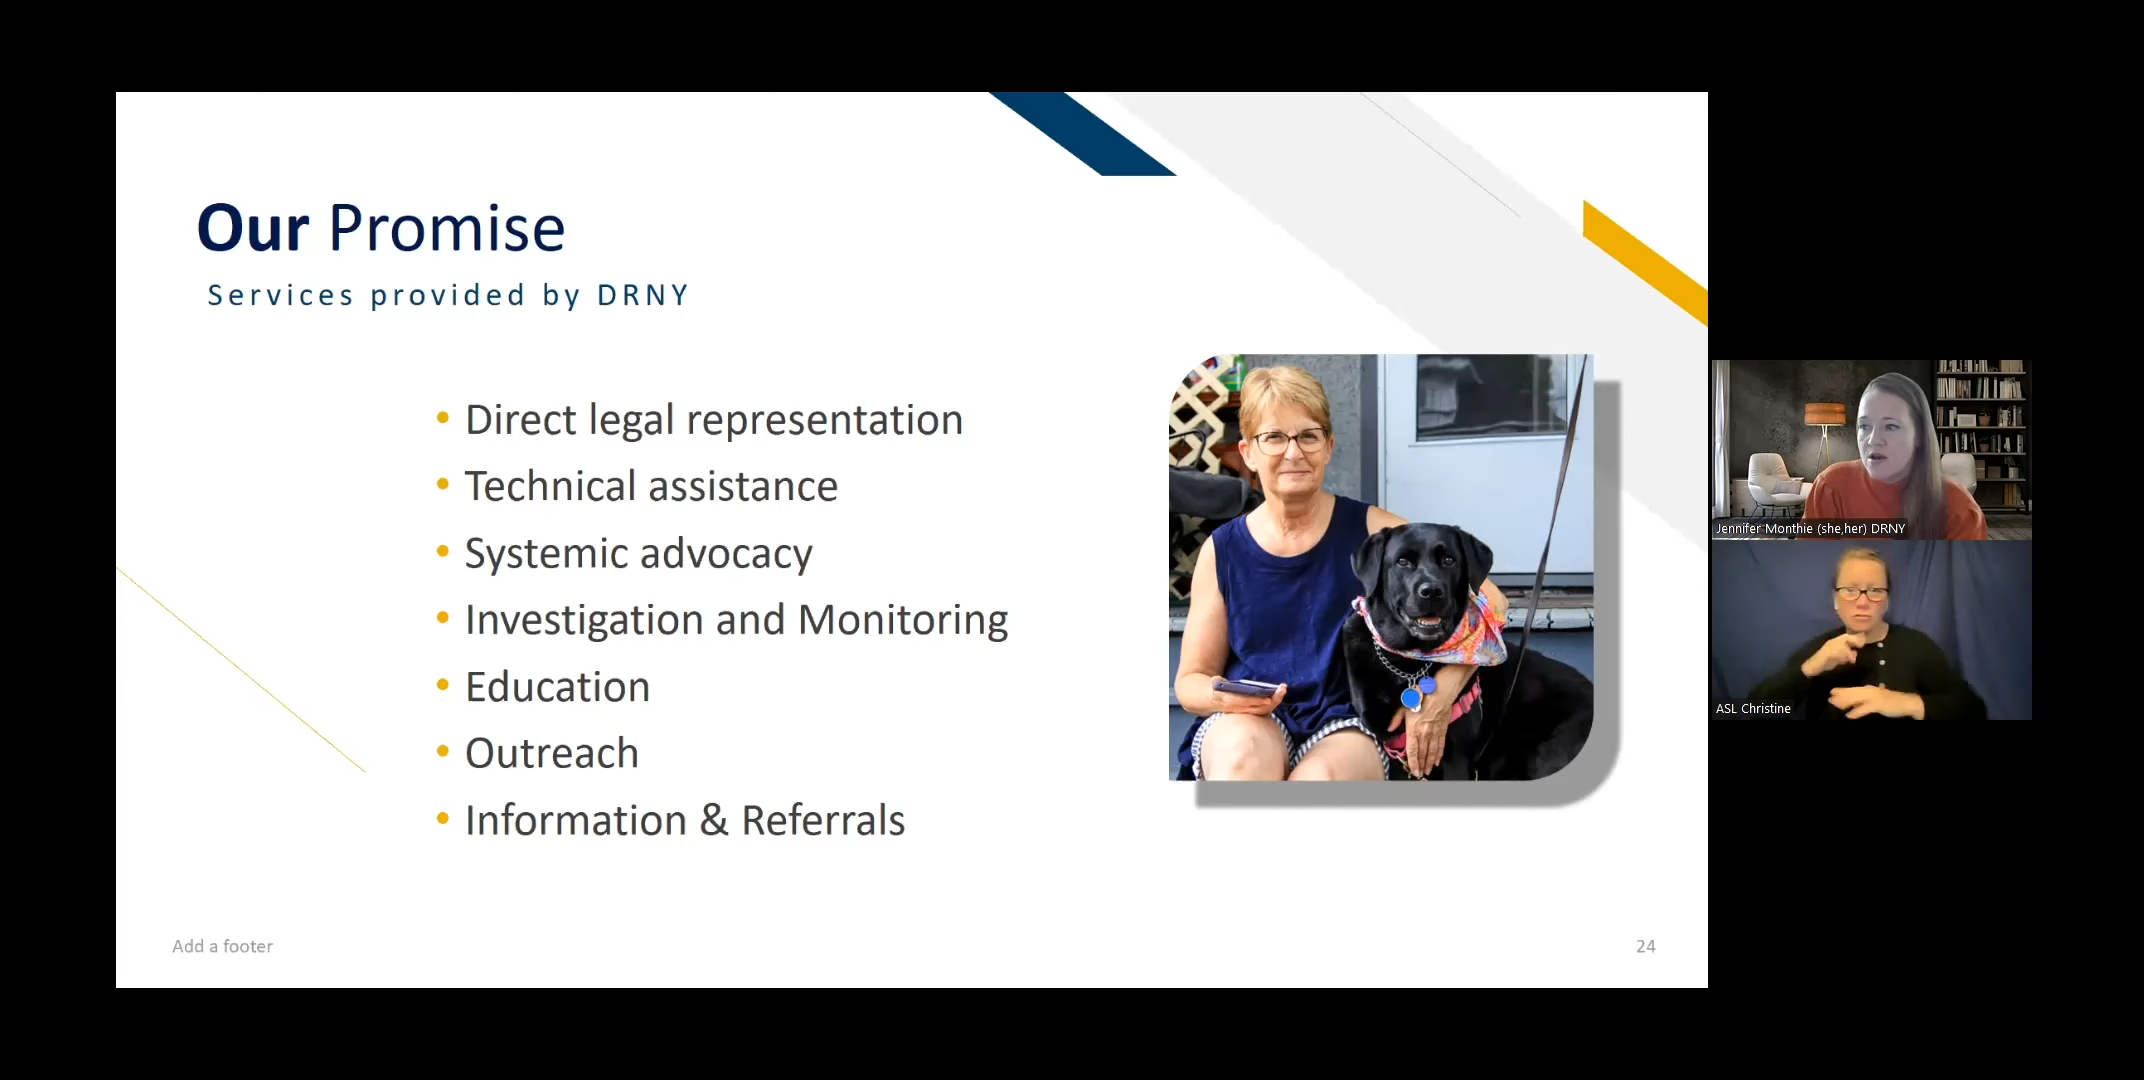 Our Promise
Services provided by DRNY
• Direct legal representation
• Technical assistance
• Systemic advocacy
• Investigation and Monitoring
• Education
• Outreach
• Information & Referrals
Add a footer
24
Jennifer Monthie (she,her) DRNY
ASL Christine